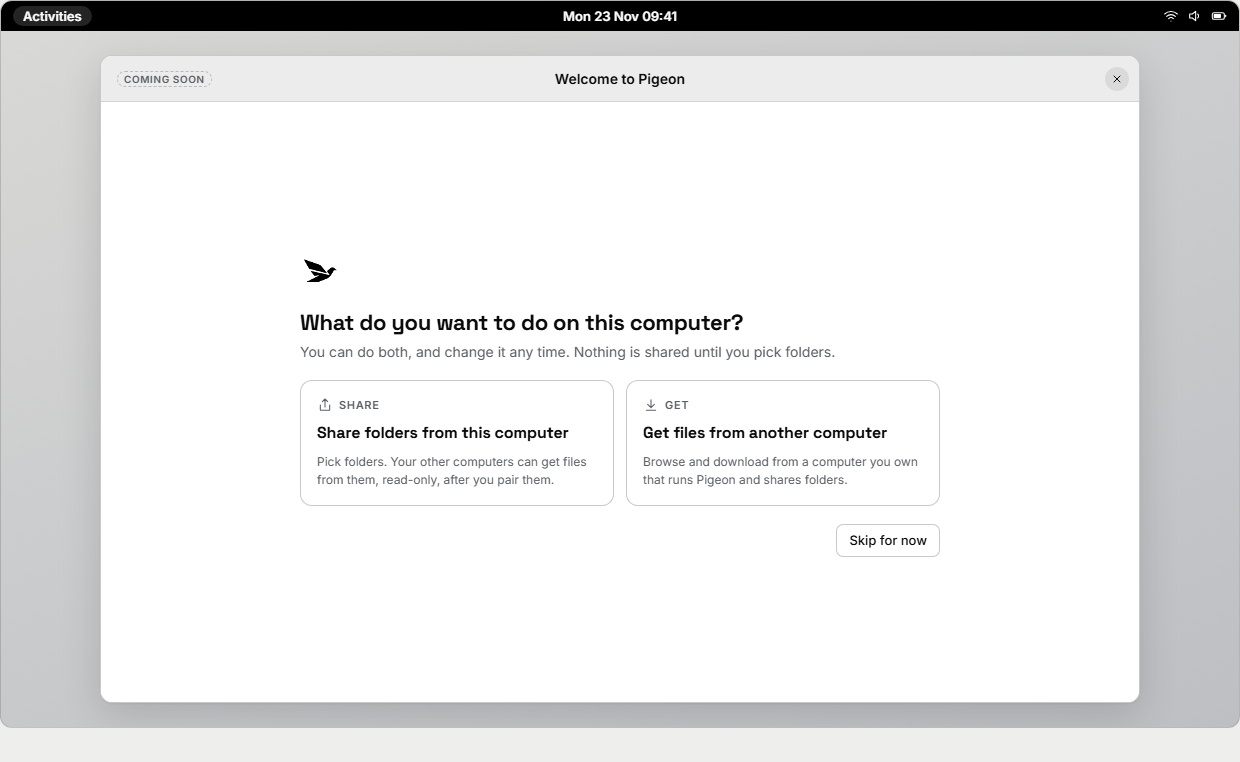 Activities
Mon 23 Nov 09:41
COMING SOON
Welcome to Pigeon
What do you want to do on this computer?
You can do both, and change it any time. Nothing is shared until you pick folders.
SHARE
Share folders from this computer
Pick folders. Your other computers can get files
from them, read-only, after you pair them.
GET
Get files from another computer
Browse and download from a computer you own
that runs Pigeon and shares folders.
Skip for now